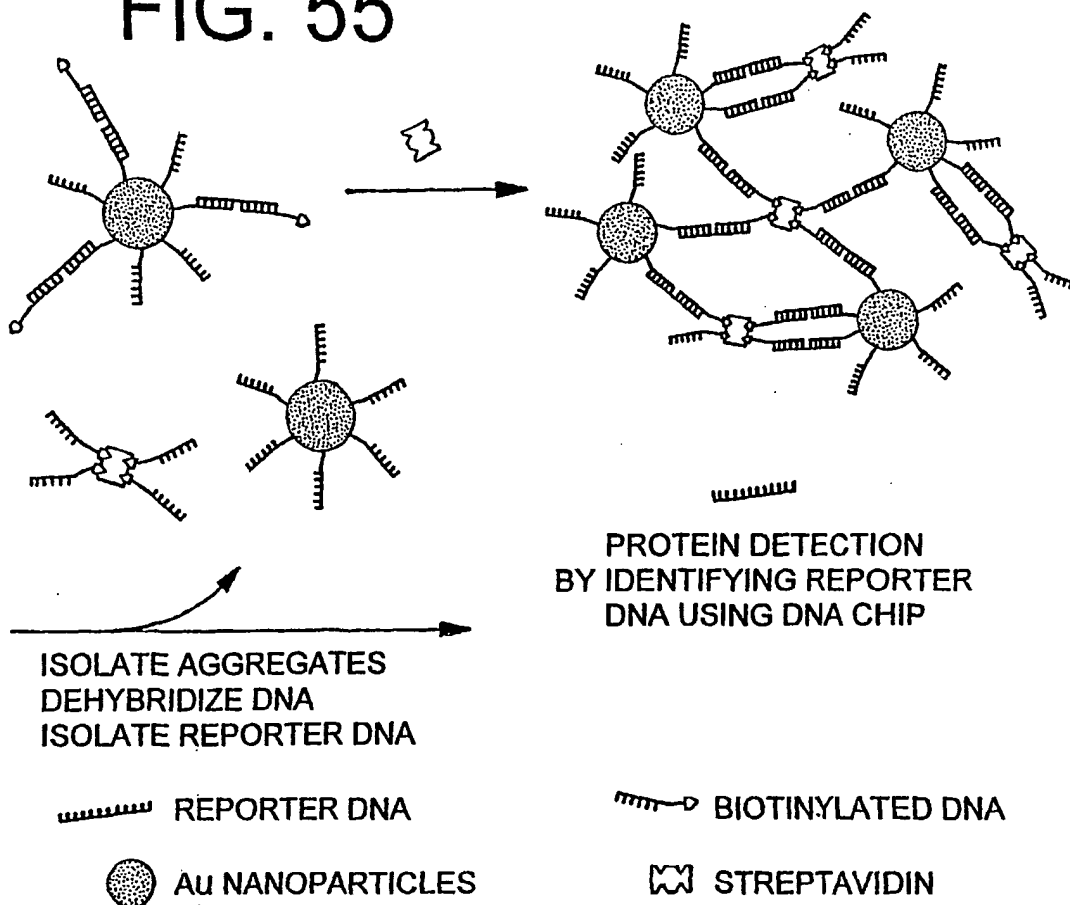 FIG. 55
PROTEIN DETECTION
BY IDENTIFYING REPORTER
DNA USING DNA CHIP
ISOLATE AGGREGATES
DEHYBRIDIZE DNA
ISOLATE REPORTER DNA
REPORTER DNA
BIOTINYLATED DNA
Au NANOPARTICLES
STREPTAVIDIN